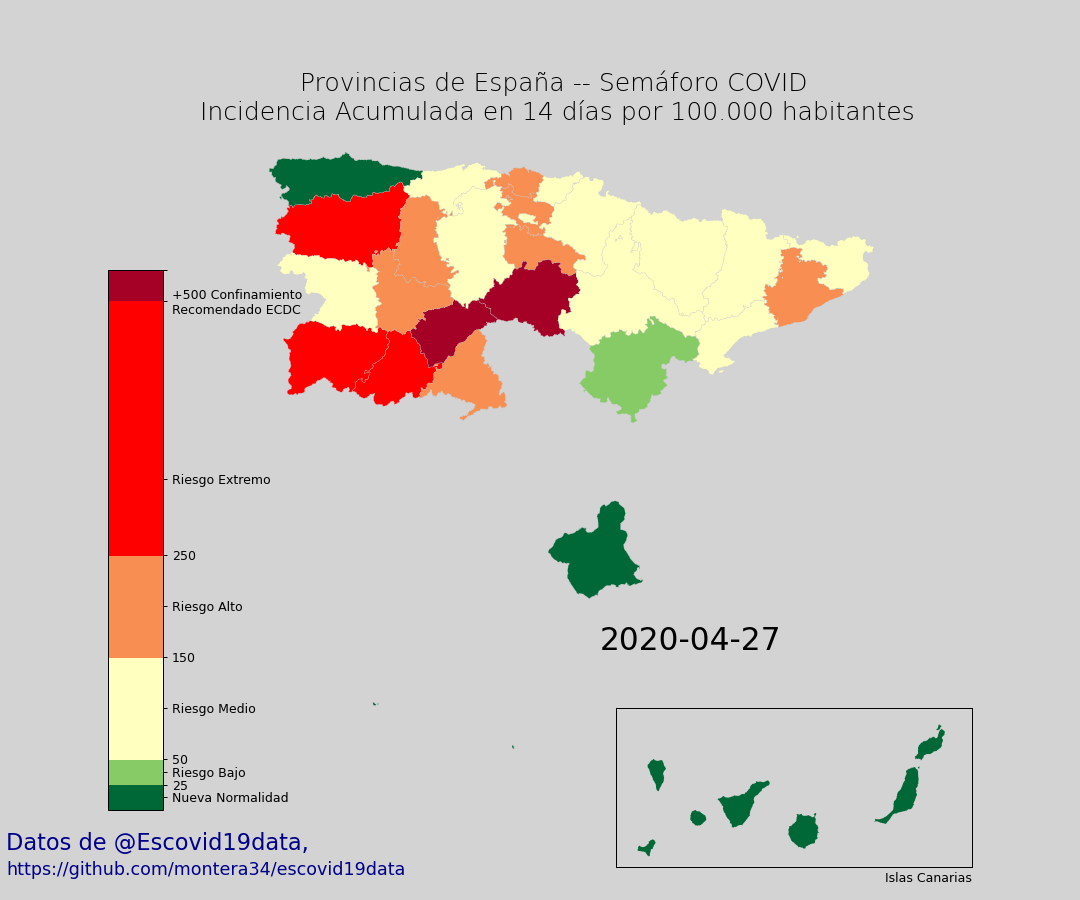 Provincias de España -- Semáforo COVID
Incidencia Acumulada en 14 días por 100.000 habitantes
+500 Confinamiento
Recomendado ECDC
Riesgo Extremo
250
Riesgo Alto
150
Riesgo Medio
50
Riesgo Bajo
25
Nueva Normalidad
2020-04-27
Islas Canarias
Datos de @Escovid19data,
https://github.com/montera34/escovid19data